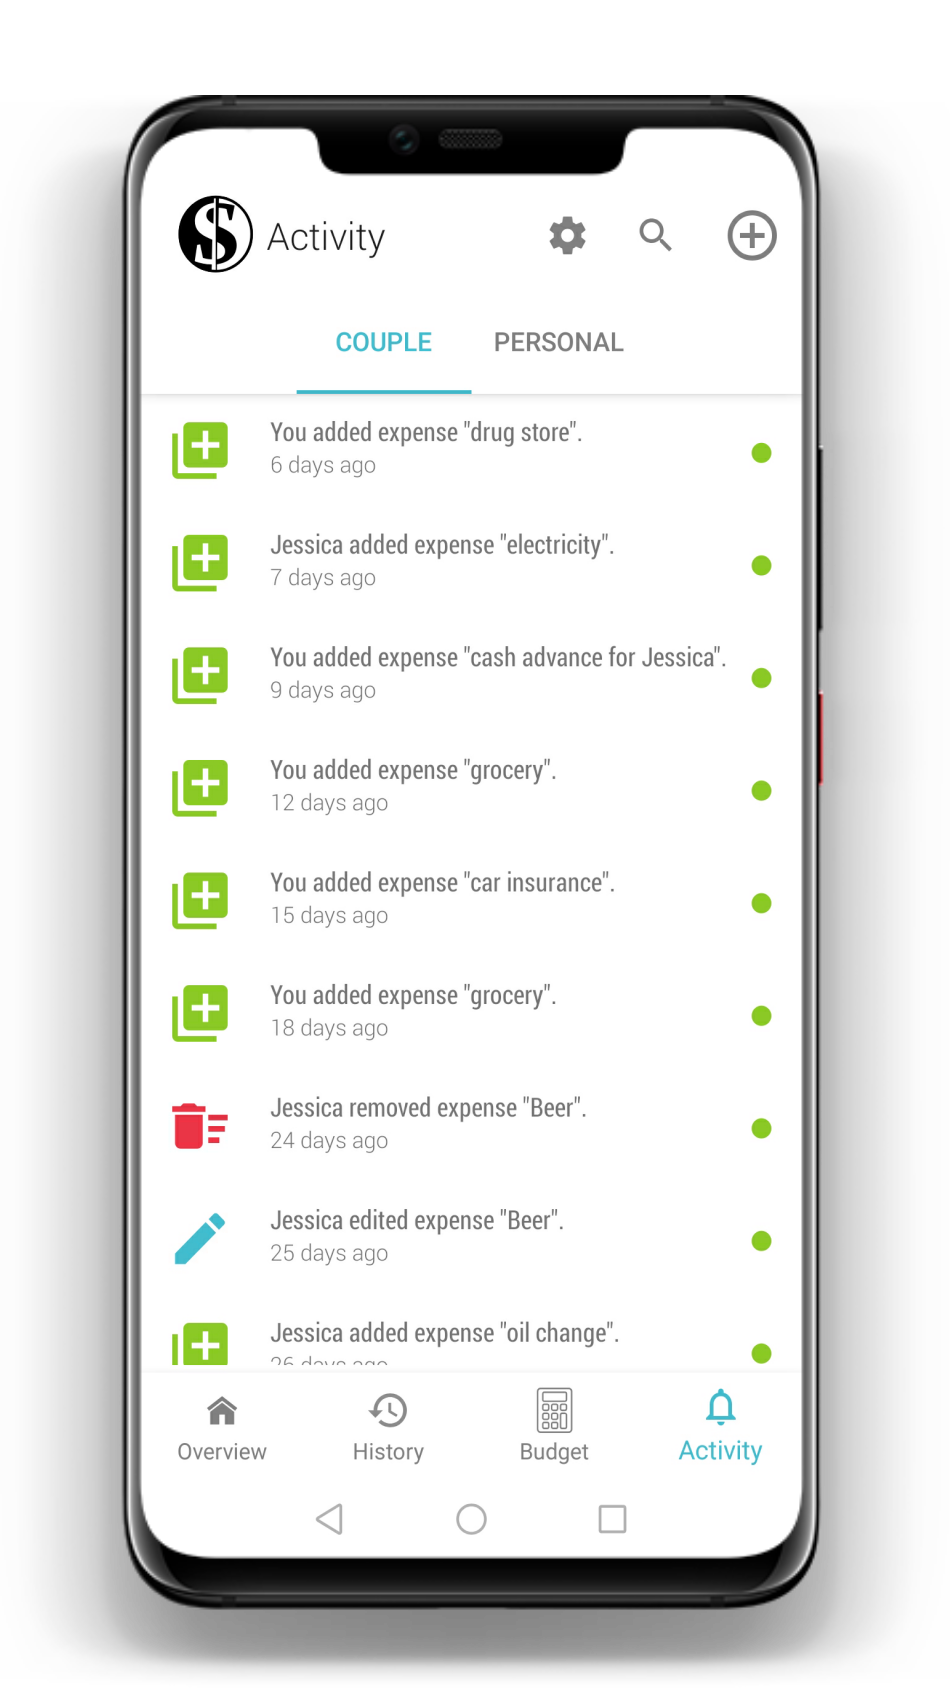 Activity
COUPLE PERSONAL
You added expense "drug store".
6 days ago
Jessica added expense "electricity".
7 days ago
You added expense "cash advance for Jessica".
9 days ago
You added expense "grocery".
12 days ago
You added expense "car insurance".
15 days ago
You added expense "grocery".
18 days ago
Jessica removed expense "Beer".
24 days ago
Jessica edited expense "Beer".
25 days ago
Jessica added expense "oil change".
26 days ago
Overview History Budget Activity